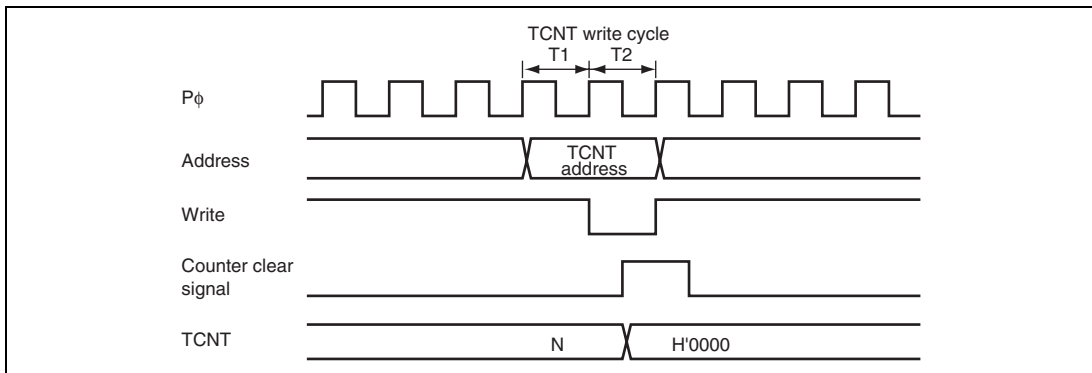 TCNT write cycle
T1 T2
Pϕ
Address
TCNT
address
Write
Counter clear
signal
TCNT
N
H'0000